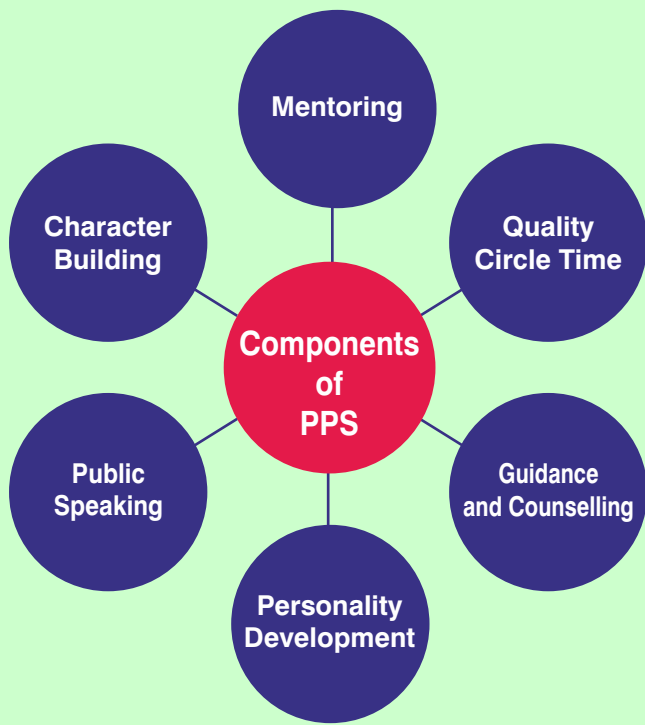 Mentoring
Character
Building
Quality
Circle Time
Components
of
PPS
Public
Speaking
Guidance
and Counselling
Personality
Development